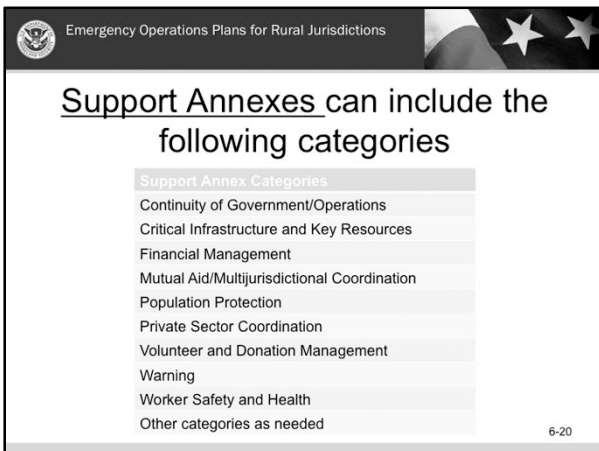 Emergency Operations Plans for Rural Jurisdictions
Support Annexes can include the
following categories
Support Annex Categories
Continuity of Government/Operations
Critical Infrastructure and Key Resources
Financial Management
Mutual Aid/Multijurisdictional Coordination
Population Protection
Private Sector Coordination
Volunteer and Donation Management
Warning
Worker Safety and Health
Other categories as needed
6-20